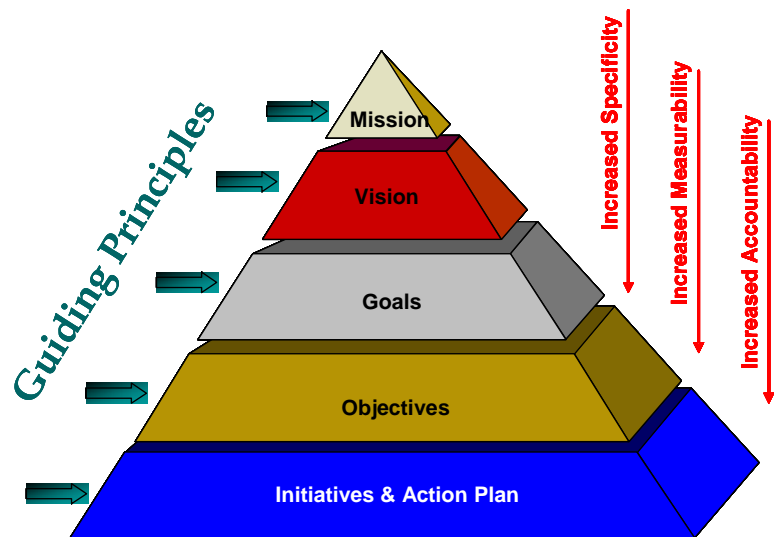 Guiding Principles
Mission
Vision
Goals
Objectives
Initiatives & Action Plan
Increased Specificity
Increased Measurability
Increased Accountability